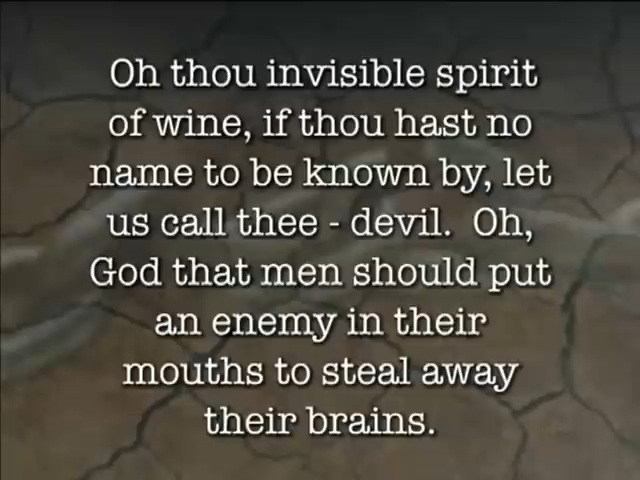 Oh thou invisible spirit
of wine, if thou hast no
name to be known by, let
us call thee - devil.  Oh,
God that men should put
an enemy in their
mouths to steal away
their brains.